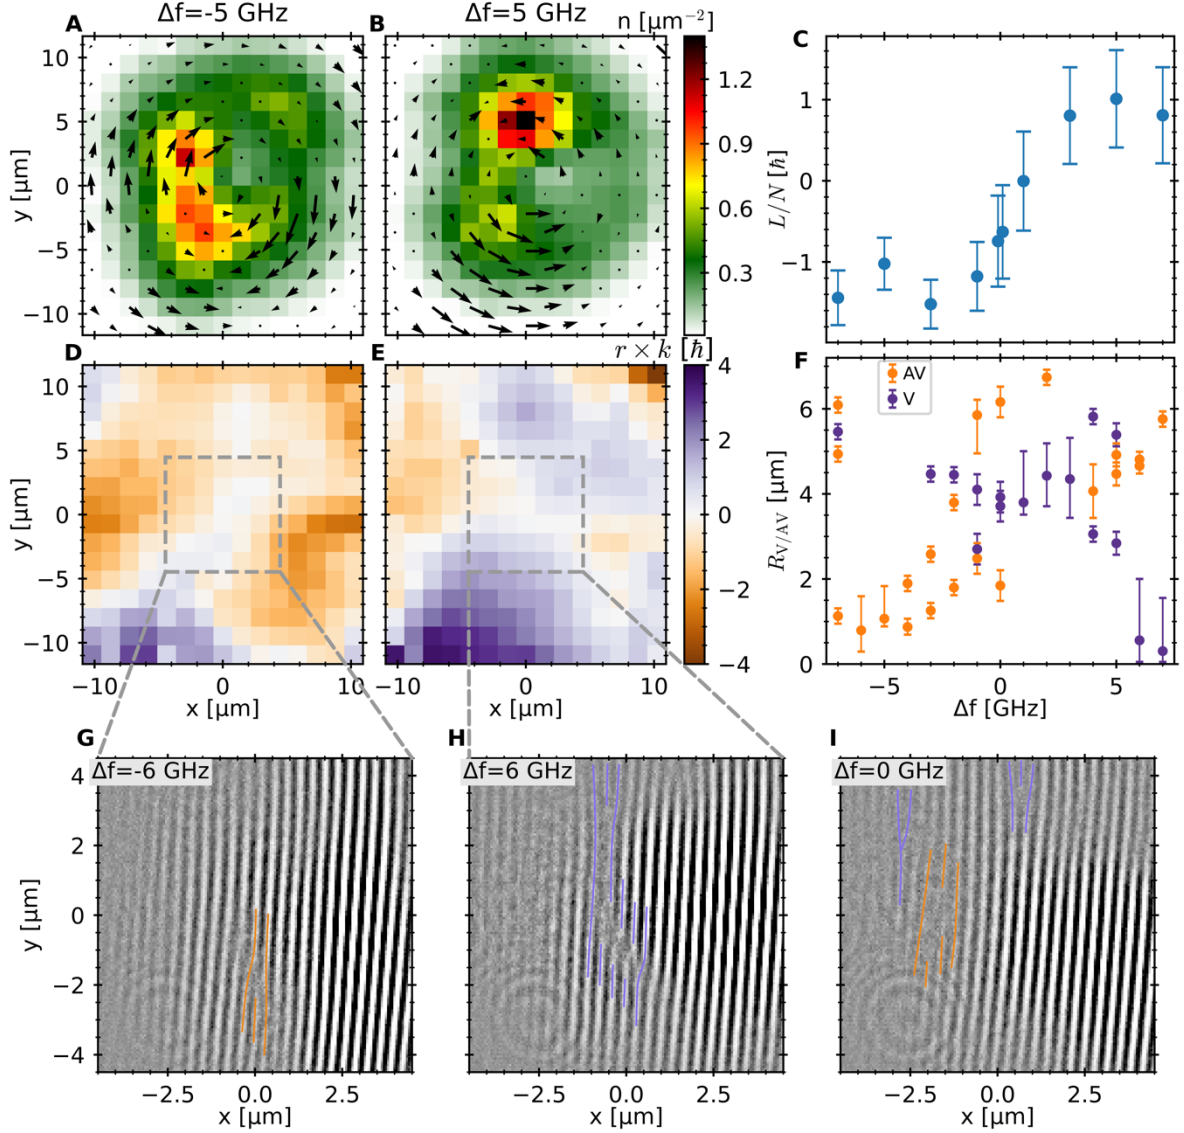 A Δf=-5 GHz
B Δf=5 GHz n [μm⁻²]
10
5
0
−5
−10
y [μm]
1.2
0.9
0.6
0.3
C
1
0
−1
L/N [ħ]
D
E r × k [ħ]
10
5
0
−5
−10
y [μm]
−10 0 10
x [μm]
−10 0 10
x [μm]
4
2
0
−2
−4
F
AV
V
6
4
2
0
R_V/AV [μm]
−5 0 5
Δf [GHz]
G
Δf=-6 GHz
4
2
0
−2
−4
y [μm]
−2.5 0.0 2.5
x [μm]
H
Δf=6 GHz
−2.5 0.0 2.5
x [μm]
I
Δf=0 GHz
−2.5 0.0 2.5
x [μm]